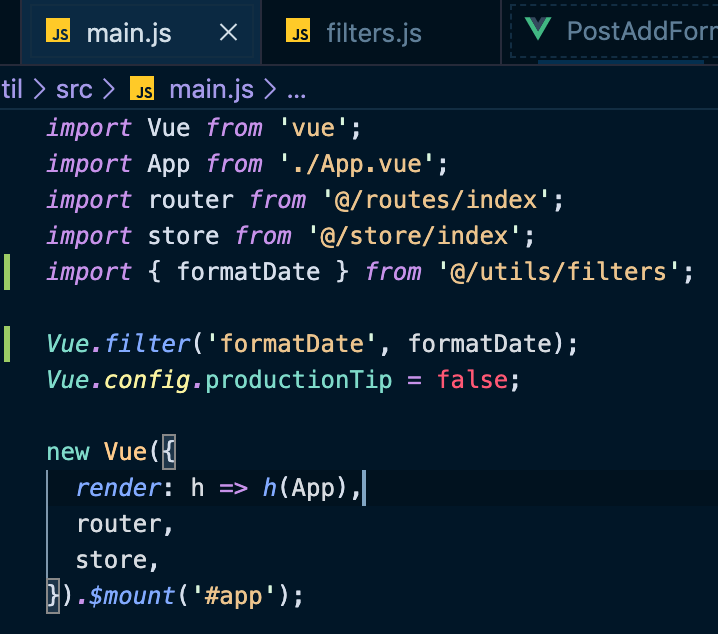 JS main.js × JS filters.js PostAddForm
til > src > JS main.js > ...
import Vue from 'vue';
import App from './App.vue';
import router from '@/routes/index';
import store from '@/store/index';
import { formatDate } from '@/utils/filters';
Vue.filter('formatDate', formatDate);
Vue.config.productionTip = false;
new Vue({
render: h => h(App),
router,
store,
}).$mount('#app');